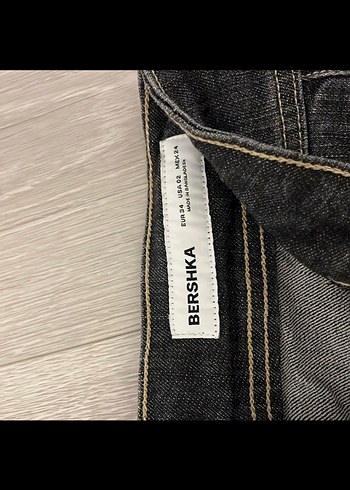 BERSHKA
EUR 34 USA 02 MEX 24
MADE IN BANGLADESH